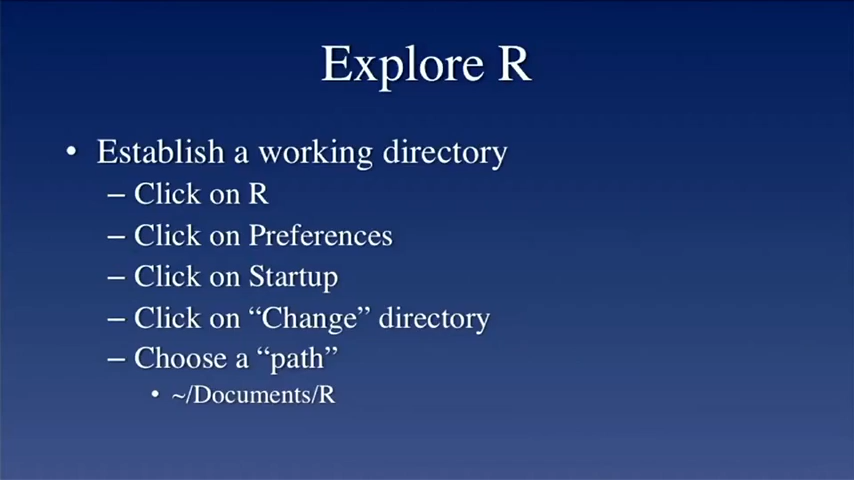 Explore R
• Establish a working directory
– Click on R
– Click on Preferences
– Click on Startup
– Click on “Change” directory
– Choose a “path”
• ~/Documents/R